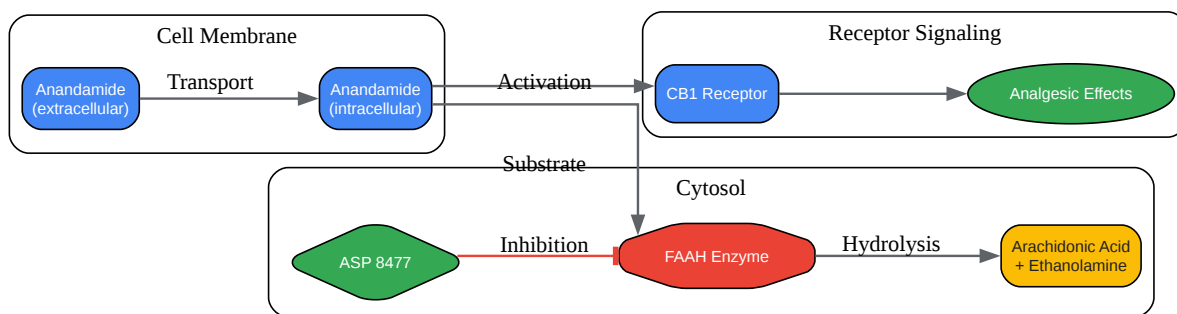 Cell Membrane
Receptor Signaling
Anandamide
(extracellular)
Transport
Anandamide
(intracellular)
Activation
CB1 Receptor
Analgesic Effects
Substrate
Cytosol
ASP 8477
Inhibition
FAAH Enzyme
Hydrolysis
Arachidonic Acid
+ Ethanolamine